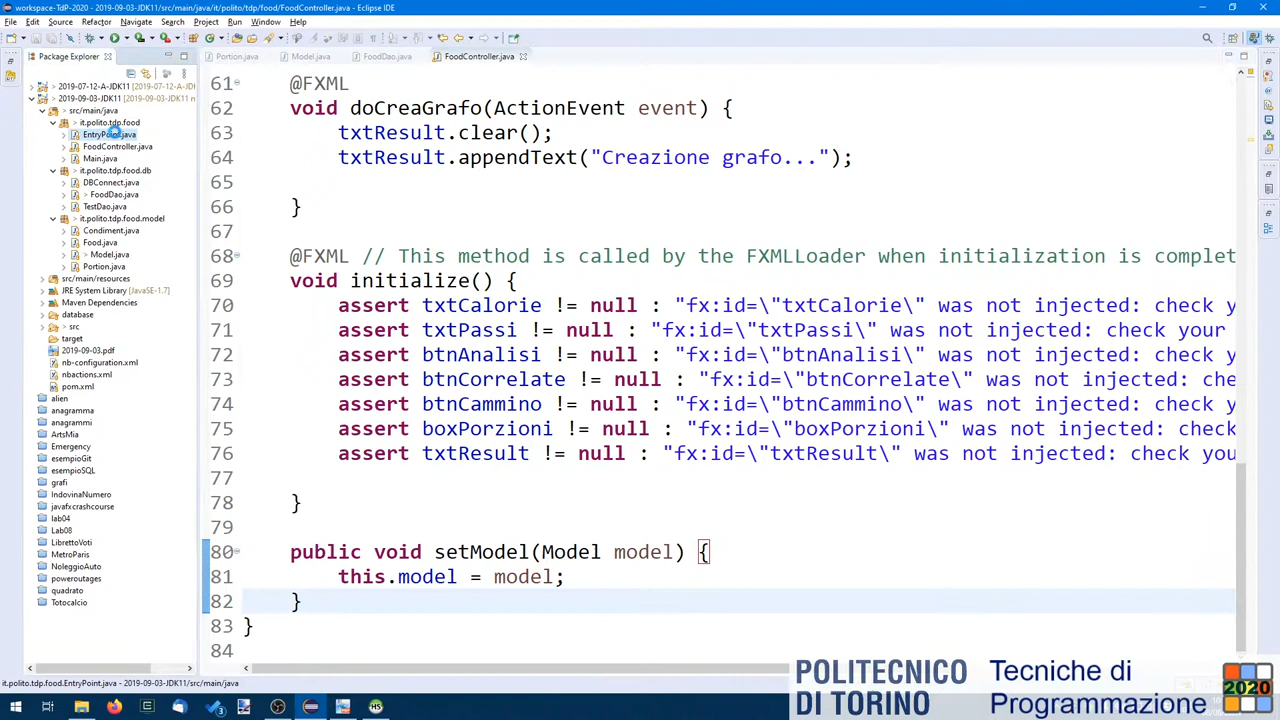 workspace-TdP-2020 - 2019-09-03-JDK11/src/main/java/it/polito/tdp/food/FoodController.java - Eclipse IDE
File Edit Source Refactor Navigate Search Project Run Window Help
Package Explorer
Portion.java Model.java FoodDao.java FoodController.java
2019-07-12-A-JDK11 [2019-07-12-A-JDK
2019-09-03-JDK11 [2019-09-03-JDK11 n
src/main/java
it.polito.tdp.food
EntryPoint.java
FoodController.java
Main.java
it.polito.tdp.food.db
DBConnect.java
> FoodDao.java
TestDao.java
> it.polito.tdp.food.model
Condiment.java
Food.java
> Model.java
Portion.java
src/main/resources
JRE System Library [JavaSE-1.7]
Maven Dependencies
database
> src
target
2019-09-03.pdf
nb-configuration.xml
nbactions.xml
pom.xml
alien
anagramma
anagrammi
ArtsMia
Emergency
esempioGit
esempioSQL
grafi
IndovinaNumero
javafxcrashcourse
lab04
Lab08
LibrettoVoti
MetroParis
NoleggioAuto
poweroutages
quadrato
Totocalcio
61 @FXML
62 void doCreaGrafo(ActionEvent event) {
63 txtResult.clear();
64 txtResult.appendText("Creazione grafo...");
65
66 }
67
68 @FXML // This method is called by the FXMLLoader when initialization is complet
69 void initialize() {
70 assert txtCalorie != null : "fx:id=\"txtCalorie\" was not injected: check y
71 assert txtPassi != null : "fx:id=\"txtPassi\" was not injected: check your
72 assert btnAnalisi != null : "fx:id=\"btnAnalisi\" was not injected: check y
73 assert btnCorrelate != null : "fx:id=\"btnCorrelate\" was not injected: che
74 assert btnCammino != null : "fx:id=\"btnCammino\" was not injected: check y
75 assert boxPorzioni != null : "fx:id=\"boxPorzioni\" was not injected: check
76 assert txtResult != null : "fx:id=\"txtResult\" was not injected: check you
77
78 }
79
80 public void setModel(Model model) {
81 this.model = model;
82 }
83 }
84
it.polito.tdp.food.EntryPoint.java - 2019-09-03-JDK11/src/main/java
POLITECNICO
DI TORINO
Tecniche di
Programmazione
2020